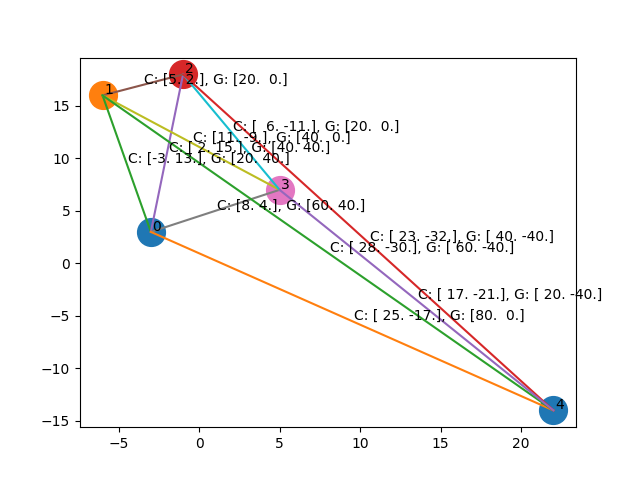 2
C: [5. 2.], G: [20.  0.]
1
C: [  6. -11.], G: [20.  0.]
C: [11. -9.], G: [40.  0.]
C: [ 2. 15.], G: [40. 40.]
C: [-3. 13.], G: [20. 40.]
3
C: [8. 4.], G: [60. 40.]
0
C: [ 23. -32.], G: [ 40. -40.]
C: [ 28. -30.], G: [ 60. -40.]
C: [ 17. -21.], G: [ 20. -40.]
C: [ 25. -17.], G: [80.  0.]
4
15
10
5
0
−5
−10
−15
−5
0
5
10
15
20